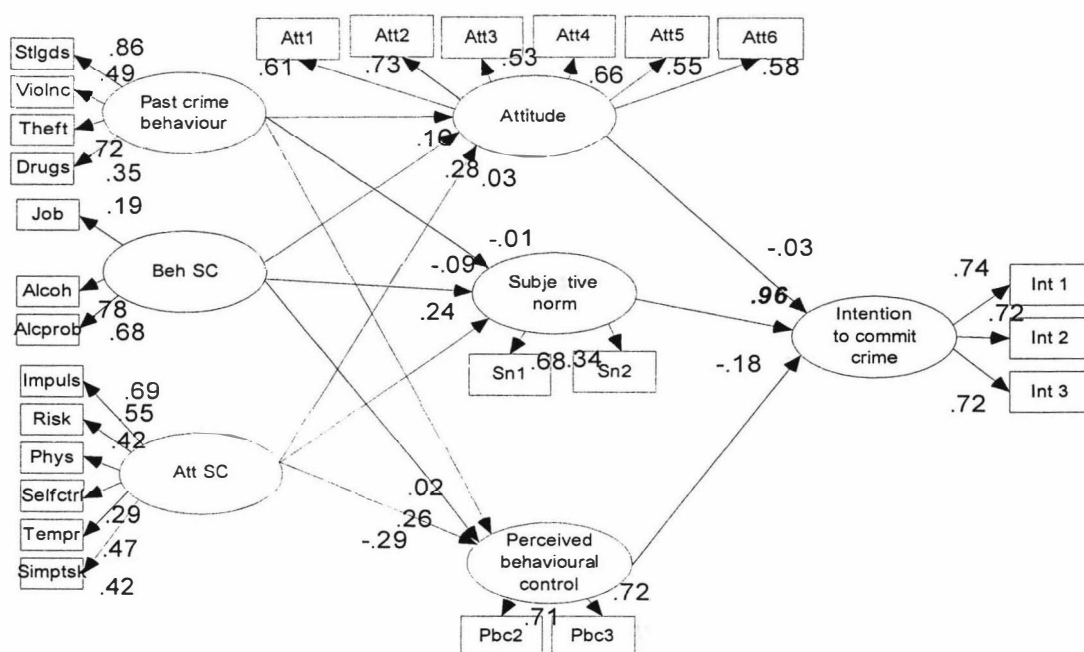 Att1
Att2
Att3
Att4
Att5
Att6
Stlgds
.86
.49
Violnc
Theft
.72
Drugs
.35
Past crime
behaviour
.61
.73
.53
.66
.55
.58
Attitude
.10
.28
.03
Job
.19
Beh SC
Alcoh
.78
Alcprob
.68
-.01
-.09
.24
Subje tive
norm
.68
.34
Sn1
Sn2
-.03
.96
-.18
Intention
to commit
crime
.74
.72
.72
Int 1
Int 2
Int 3
Impuls
.69
.55
Risk
.42
Phys
Selfctrl
.29
Tempr
.47
Simptsk
.42
Att SC
.02
.26
-.29
Perceived
behavioural
control
.72
.71
Pbc2
Pbc3